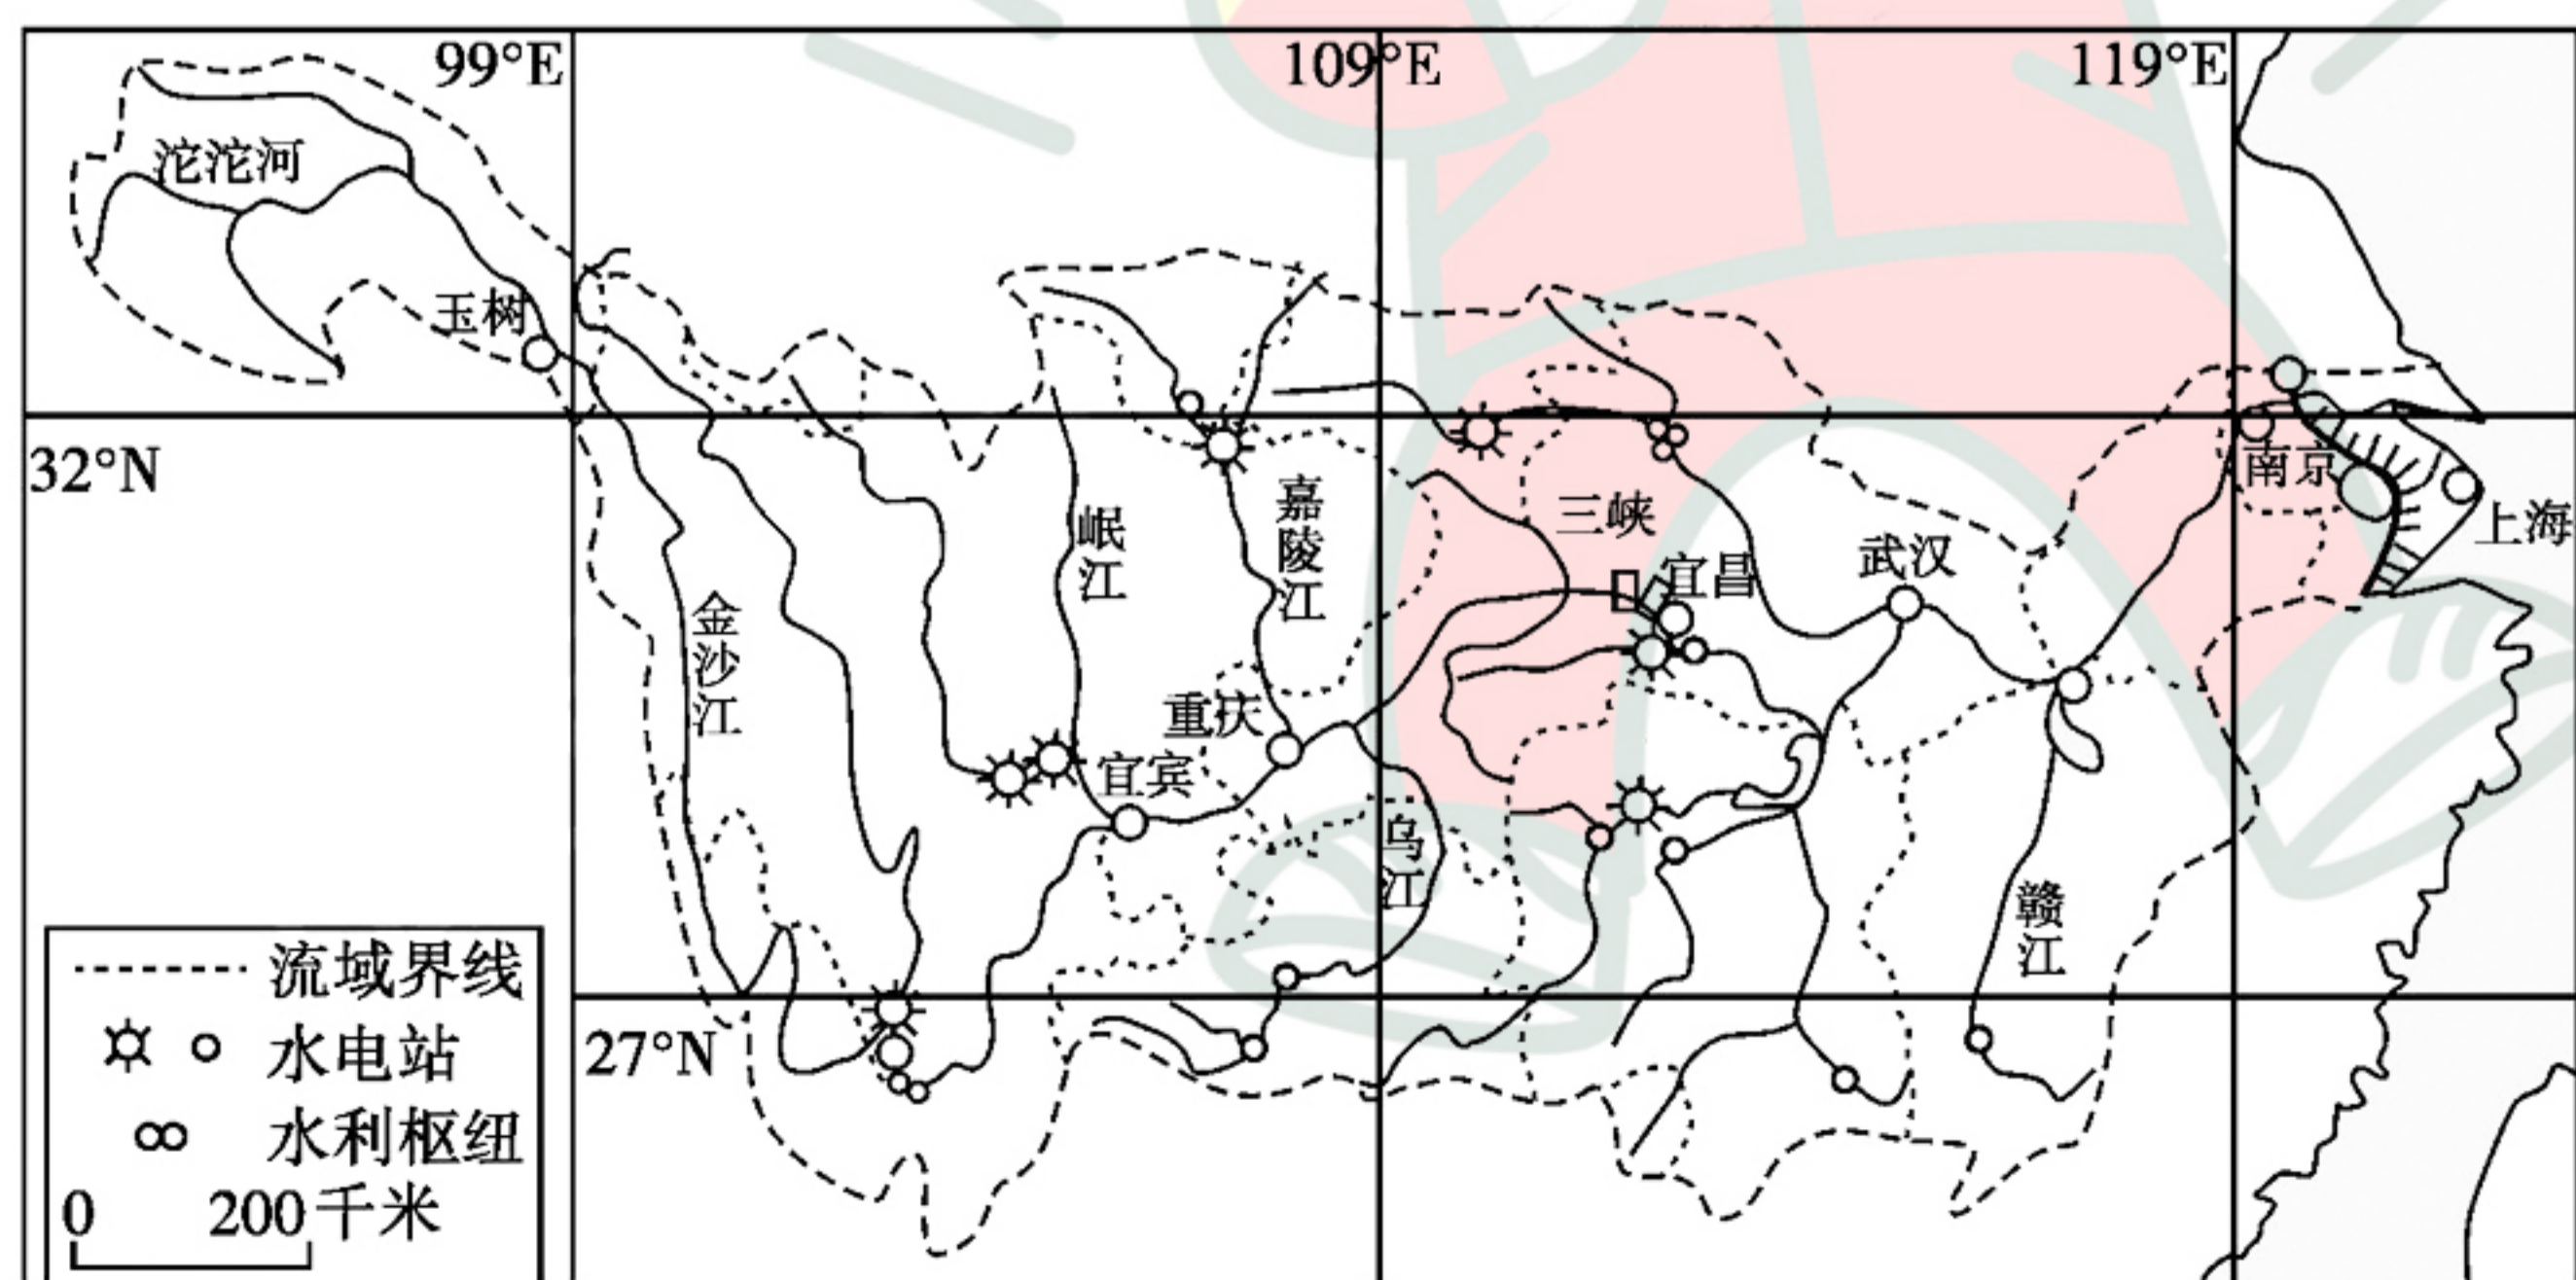 99°E
109°E
119°E
沱沱河
玉树
32°N
南京
上海
三峡
嘉陵江
岷江
宜昌
武汉
金沙江
重庆
宜宾
乌江
赣江
27°N
流域界线
水电站
水利枢纽
0 200千米